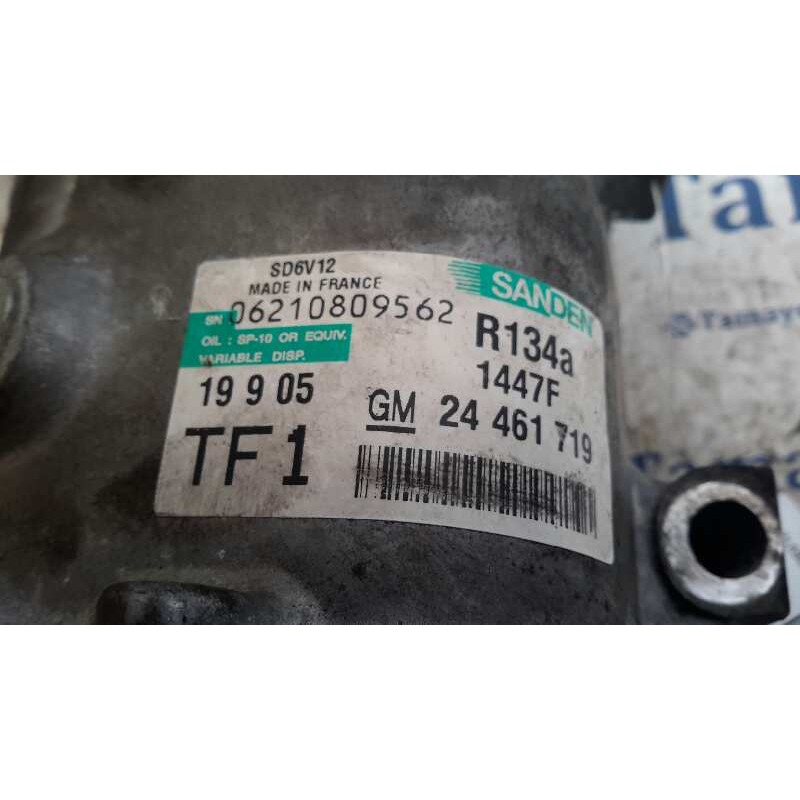 SD6V12
MADE IN FRANCE
SANDEN
SN 06210809562
OIL : SP-10 OR EQUIV.
VARIABLE DISP.
R134a
1447F
19 9 05
GM 24 461 719
TF1